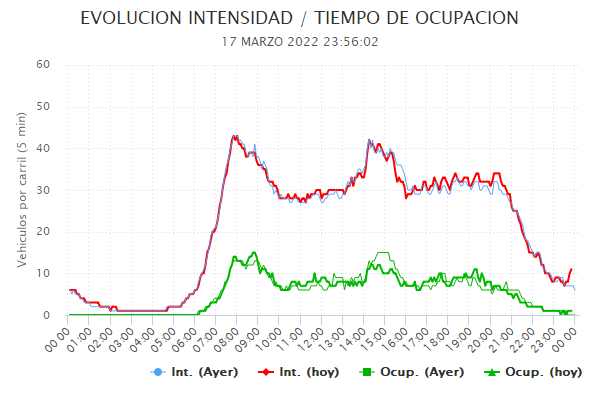 EVOLUCION INTENSIDAD / TIEMPO DE OCUPACION
17 MARZO 2022 23:56:02
Vehiculos por carril (5 min)
60
50
40
30
20
10
0
00:00 01:00 02:00 03:00 04:00 05:00 06:00 07:00 08:00 09:00 10:00 11:00 12:00 13:00 14:00 15:00 16:00 17:00 18:00 19:00 20:00 21:00 22:00 23:00 00:00
Int. (Ayer) Int. (hoy) Ocup. (Ayer) Ocup. (hoy)